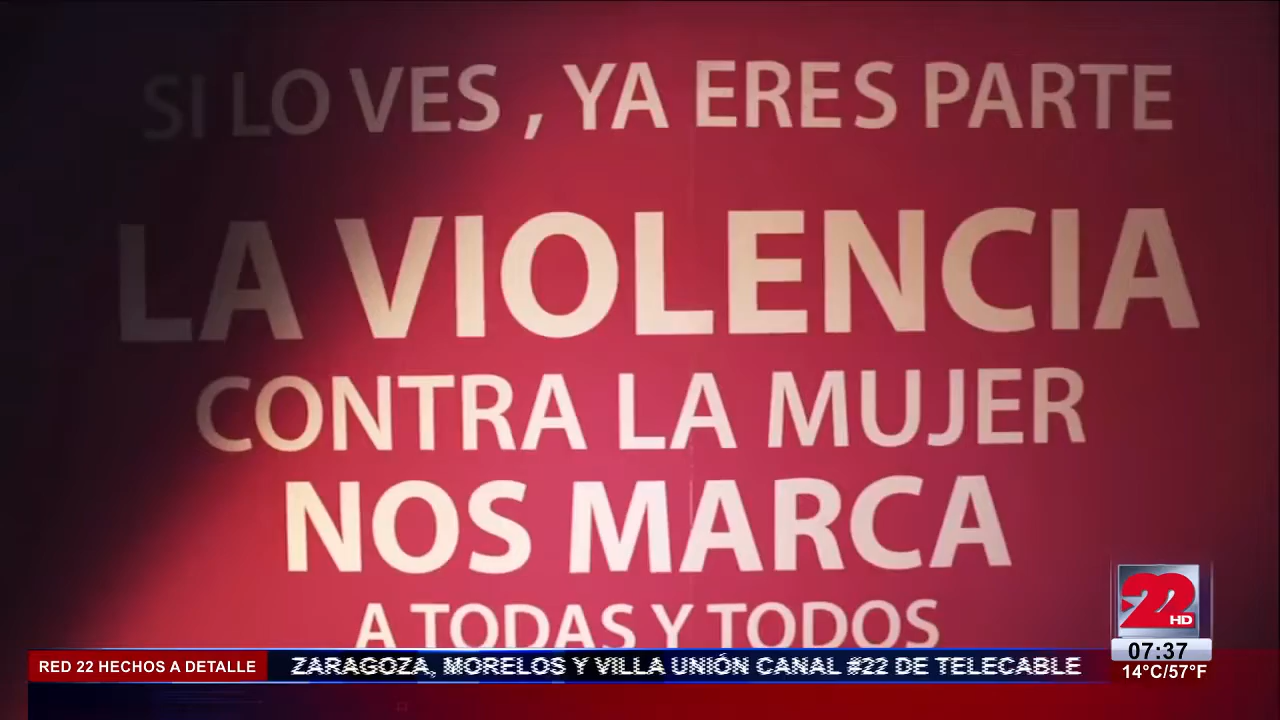 SI LO VES , YA ERES PARTE
LA VIOLENCIA
CONTRA LA MUJER
NOS MARCA
A TODAS Y TODOS
22
HD
07:37
14°C/57°F
RED 22 HECHOS A DETALLE
ZARAGOZA, MORELOS Y VILLA UNIÓN CANAL #22 DE TELECABLE